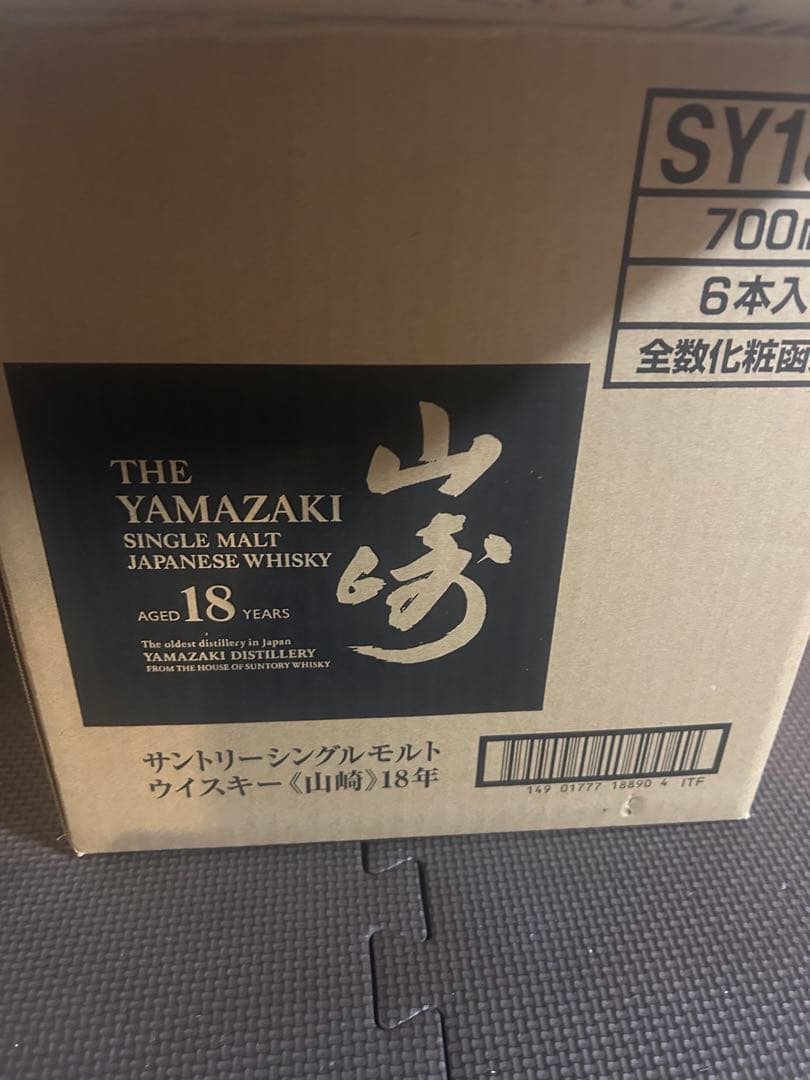 700
6本入
全数化粧函
山崎
THE
YAMAZAKI
SINGLE MALT
JAPANESE WHISKY
AGED 18 YEARS
The oldest distillery in Japan
YAMAZAKI DISTILLERY
FROM THE HOUSE OF SUNTORY WHISKY
サントリーシングルモルト
ウイスキー《山崎》18年
149 01777 18890 4 ITF